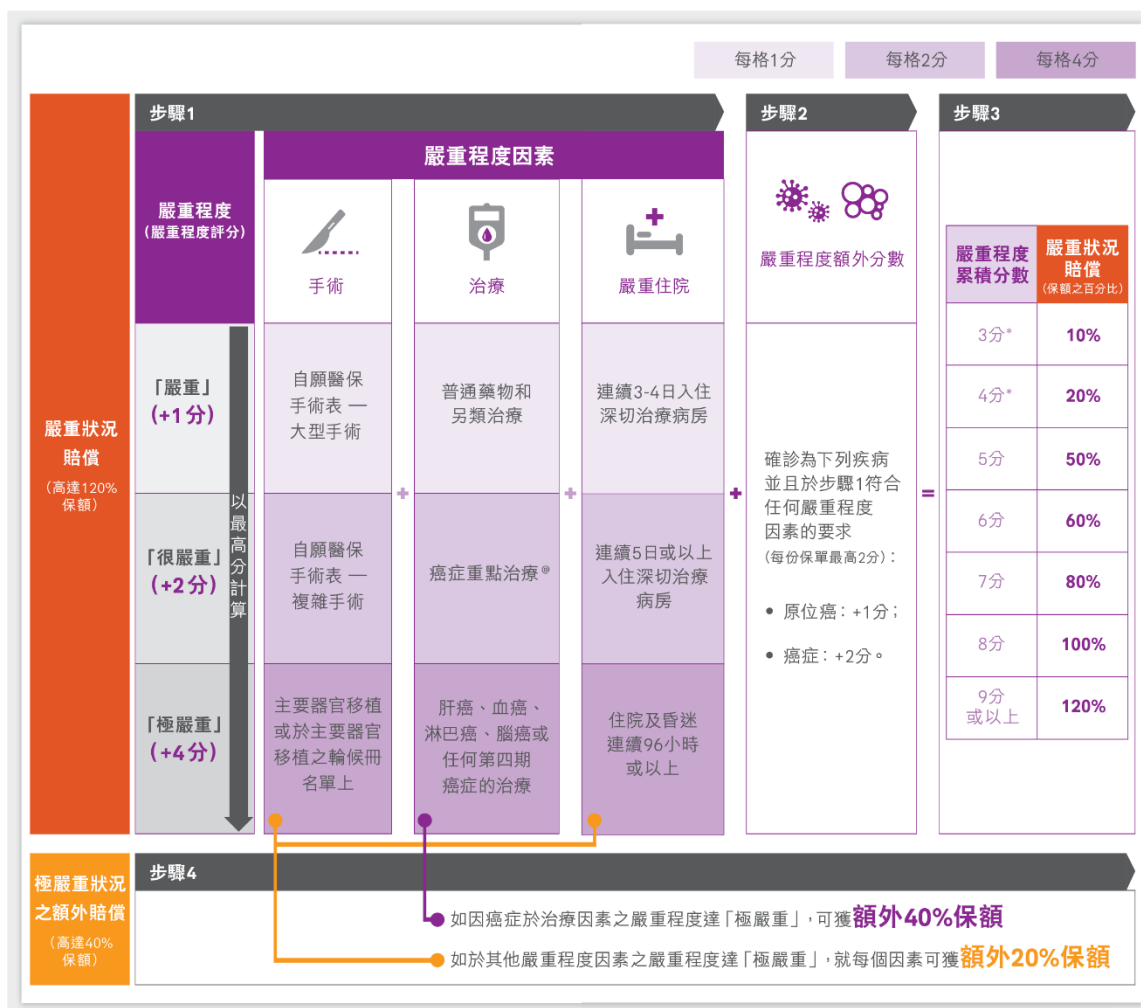 每格1分
每格2分
每格4分
步驟1
步驟2
步驟3
嚴重狀況
賠償
(高達120%
保額)
嚴重程度
(嚴重程度評分)
嚴重程度因素
手術
治療
嚴重住院
以最高分計算
「嚴重」
(+1分)
自願醫保
手術表 —
大型手術
普通藥物和
另類治療
連續3-4日入住
深切治療病房
「很嚴重」
(+2分)
自願醫保
手術表 —
複雜手術
癌症重點治療@
連續5日或以上
入住深切治療
病房
「極嚴重」
(+4分)
主要器官移植
或於主要器官
移植之輪候冊
名單上
肝癌、血癌、
淋巴癌、腦癌或
任何第四期
癌症的治療
住院及昏迷
連續96小時
或以上
+
+
+
=
嚴重程度額外分數
確診為下列疾病
並且於步驟1符合
任何嚴重程度
因素的要求
(每份保單最高2分):
• 原位癌:+1分;
• 癌症:+2分。
嚴重程度
累積分數
嚴重狀況
賠償
(保額之百分比)
3分* 10%
4分* 20%
5分 50%
6分 60%
7分 80%
8分 100%
9分
或以上
120%
極嚴重狀況
之額外賠償
(高達40%
保額)
步驟4
如因癌症於治療因素之嚴重程度達「極嚴重」,可獲額外40%保額
如於其他嚴重程度因素之嚴重程度達「極嚴重」,就每個因素可獲額外20%保額